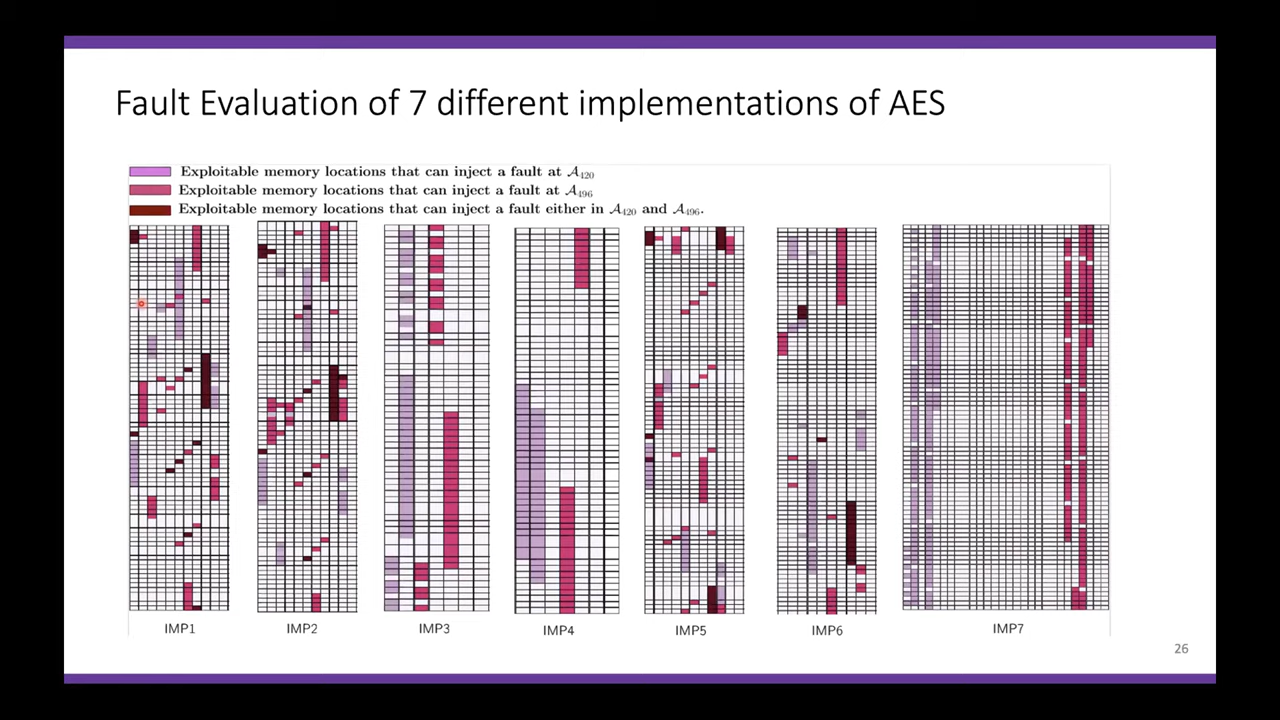 Fault Evaluation of 7 different implementations of AES
Exploitable memory locations that can inject a fault at 𝒜₄₂₀
Exploitable memory locations that can inject a fault at 𝒜₄₉₆
Exploitable memory locations that can inject a fault either in 𝒜₄₂₀ and 𝒜₄₉₆.
IMP1 IMP2 IMP3 IMP4 IMP5 IMP6 IMP7
26